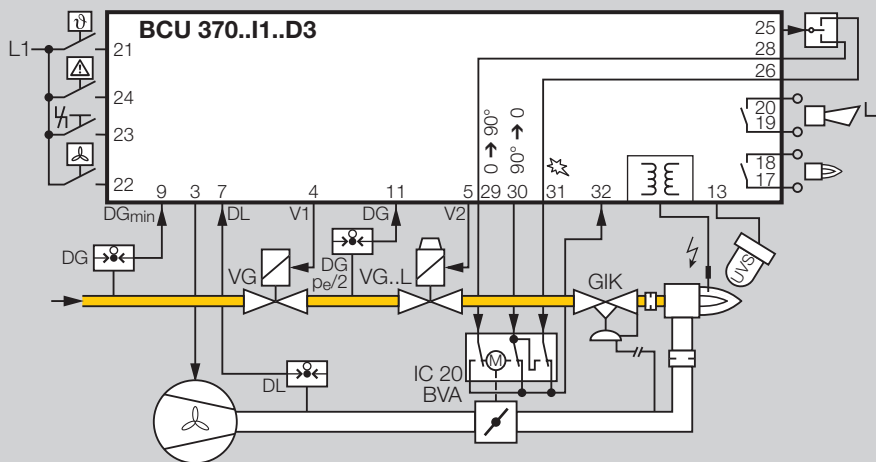 BCU 370..I1..D3
L1
ϑ
21
24
23
22
25
28
26
20
19
L
18
17
0 ➔ 90°
90° ➔ 0
9
3
7
4
11
5
29
30
31
32
13
DGmin
DL
V1
DG
V2
DG
VG
DG
pe/2
VG..L
GIK
UVS
DL
IC 20
BVA
M